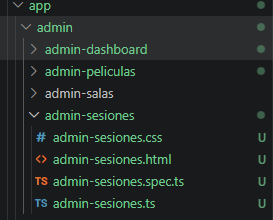 app
admin
admin-dashboard
admin-peliculas
admin-salas
admin-sesiones
# admin-sesiones.css U
<> admin-sesiones.html U
TS admin-sesiones.spec.ts U
TS admin-sesiones.ts U